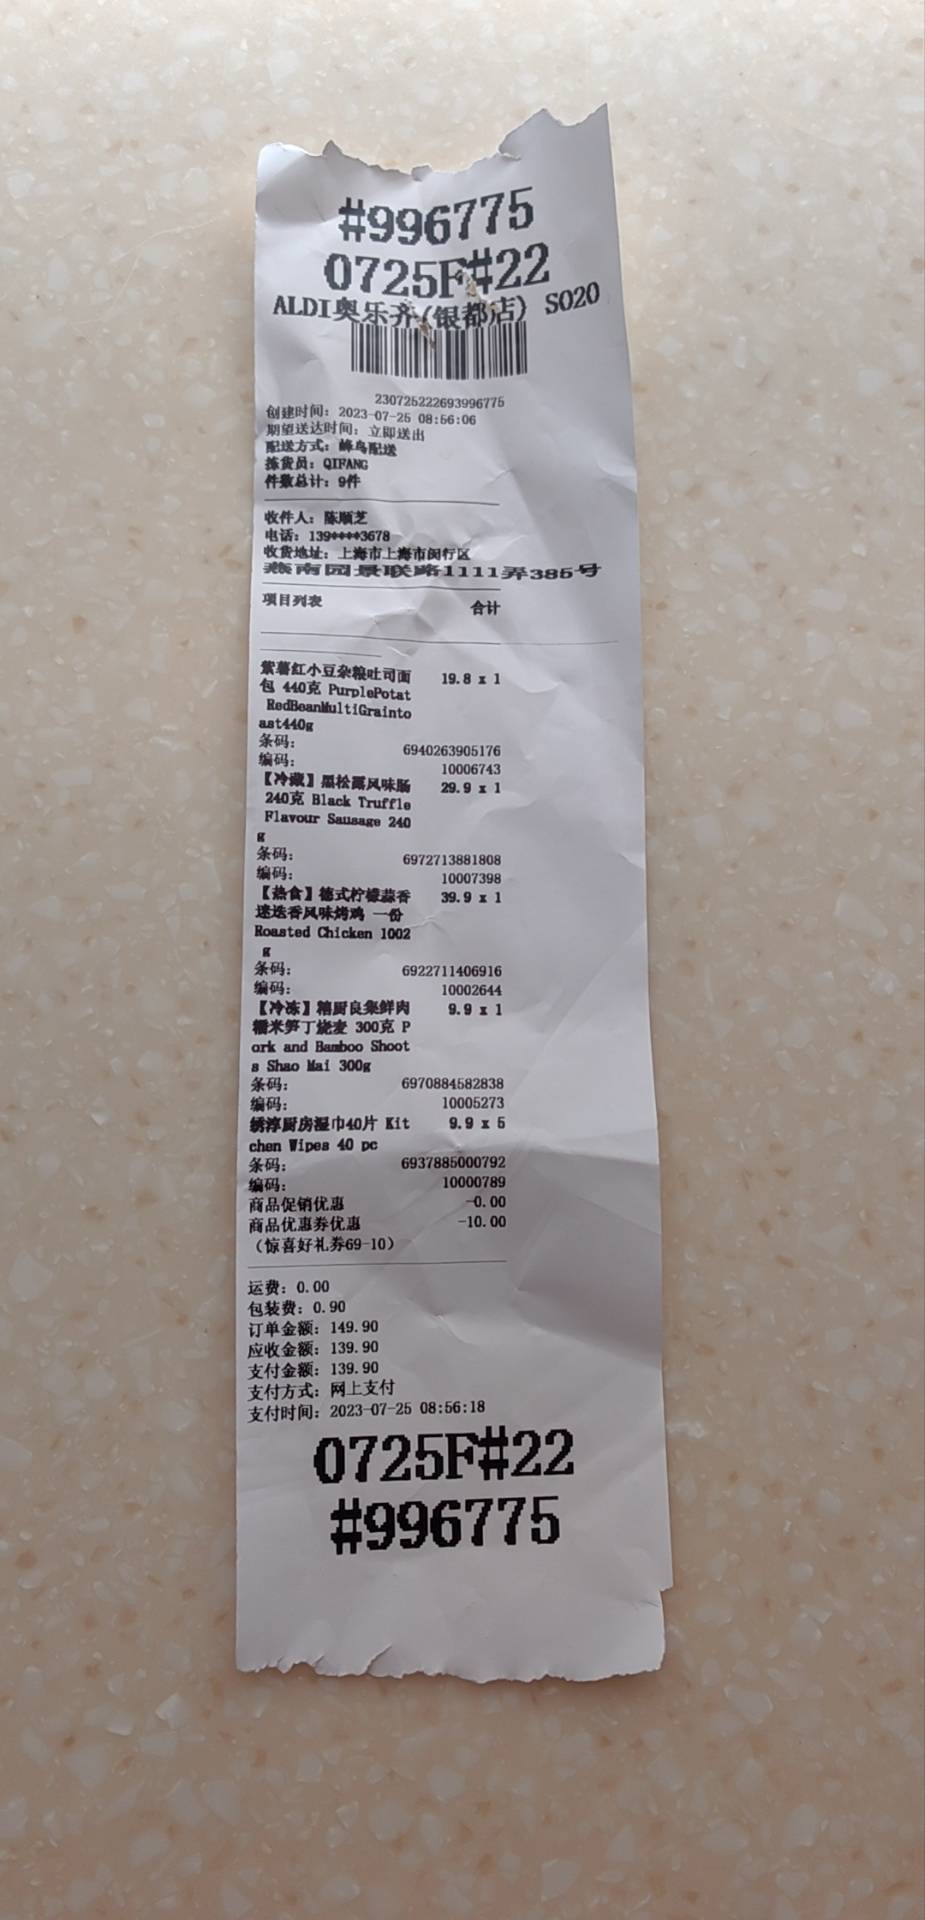 #996775
0725F#22
ALDI奥乐齐(银都店) S020
230725222693996775
创建时间: 2023-07-25 08:56:06
期望送达时间: 立即送出
配送方式: 蜂鸟配送
拣货员: QIFANG
件数总计: 9件
收件人: 陈顺芝
电话: 139****3678
收货地址: 上海市上海市闵行区
燕南园景联路1111弄385号
项目列表 合计
紫薯红小豆杂粮吐司面 19.8 x 1
包 440克 PurplePotat
RedBeanMultiGrainto
ast440g
条码: 6940263905176
编码: 10006743
【冷藏】黑松露风味肠 29.9 x 1
240克 Black Truffle
Flavour Sausage 240
g
条码: 6972713881808
编码: 10007398
【热食】德式柠檬蒜香 39.9 x 1
迷迭香风味烤鸡 一份
Roasted Chicken 1002
g
条码: 6922711406916
编码: 10002644
【冷冻】禧厨良集鲜肉 9.9 x 1
糯米笋丁烧麦 300克 P
ork and Bamboo Shoot
s Shao Mai 300g
条码: 6970884582838
编码: 10005273
绣淳厨房湿巾40片 Kit 9.9 x 5
chen Wipes 40 pc
条码: 6937885000792
编码: 10000789
商品促销优惠 -0.00
商品优惠券优惠 -10.00
（惊喜好礼券69-10）
运费: 0.00
包装费: 0.90
订单金额: 149.90
应收金额: 139.90
支付金额: 139.90
支付方式: 网上支付
支付时间: 2023-07-25 08:56:18
0725F#22
#996775